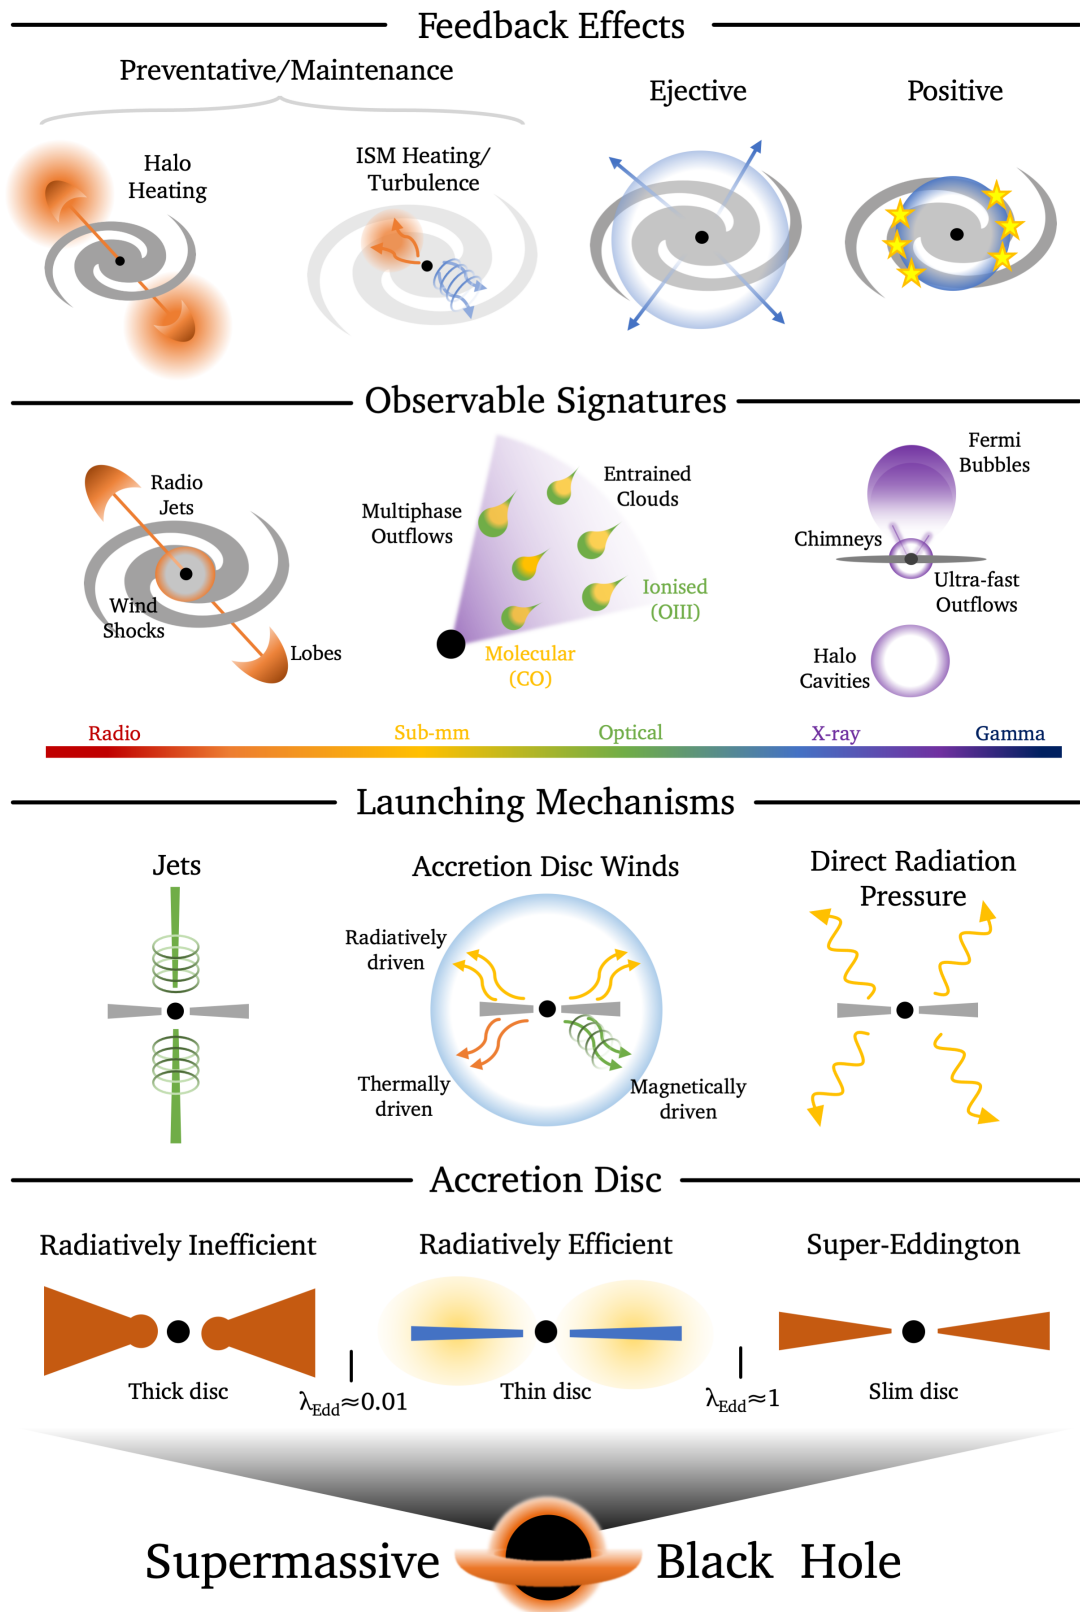 Feedback Effects
Preventative/Maintenance
Ejective
Positive
Halo
Heating
ISM Heating/
Turbulence
Observable Signatures
Radio
Jets
Wind
Shocks
Lobes
Multiphase
Outflows
Entrained
Clouds
Ionised
(OIII)
Molecular
(CO)
Fermi
Bubbles
Chimneys
Ultra-fast
Outflows
Halo
Cavities
Radio
Sub-mm
Optical
X-ray
Gamma
Launching Mechanisms
Jets
Accretion Disc Winds
Radiatively
driven
Thermally
driven
Magnetically
driven
Direct Radiation
Pressure
Accretion Disc
Radiatively Inefficient
Radiatively Efficient
Super-Eddington
Thick disc
λEdd≈0.01
Thin disc
λEdd≈1
Slim disc
Supermassive Black Hole